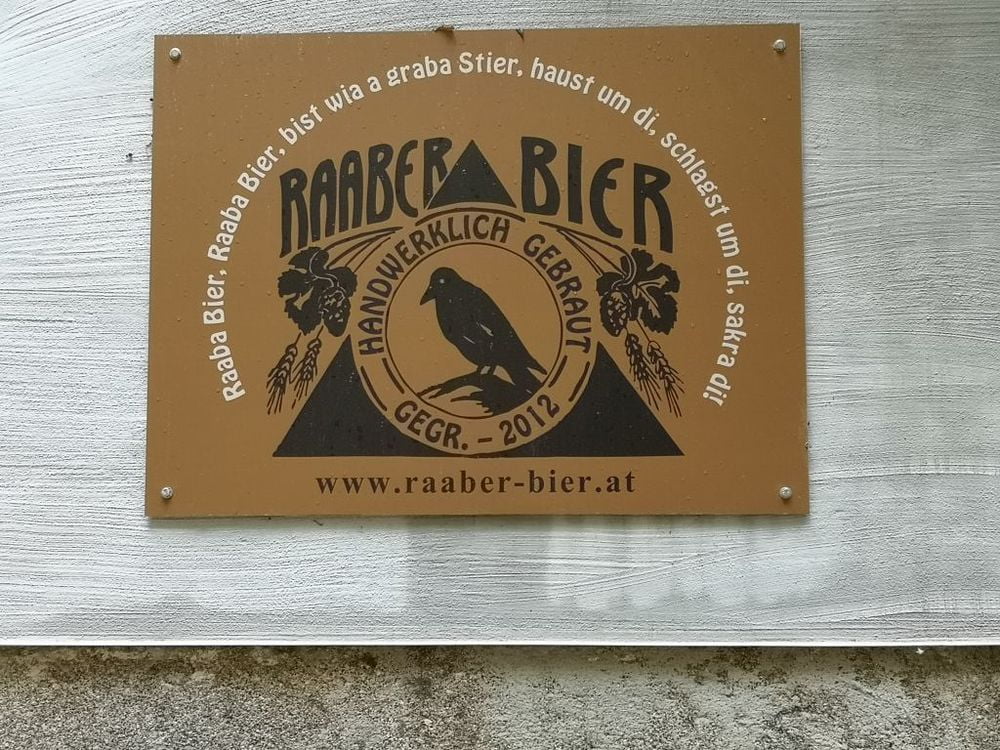 Raaba Bier, Raaba Bier, bist wia a graba Stier, haust um di, schlagst um di, sakra di!
RAABER BIER
HANDWERKLICH GEBRAUT
GEGR. - 2012
www.raaber-bier.at